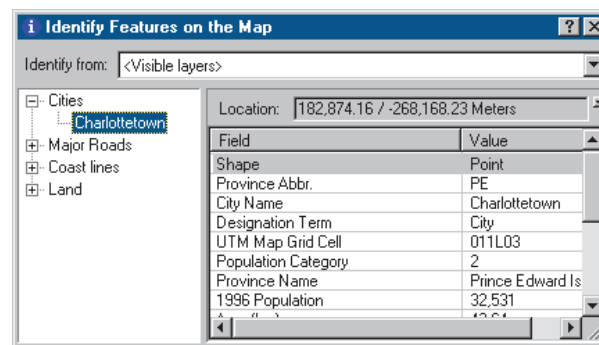 i Identify Features on the Map ? X
Identify from: <Visible layers>
Cities
Charlottetown
Major Roads
Coast lines
Land
Location: 182,874.16 / -268,168.23 Meters
Field Value
Shape Point
Province Abbr. PE
City Name Charlottetown
Designation Term City
UTM Map Grid Cell 011L03
Population Category 2
Province Name Prince Edward Is
1996 Population 32,531